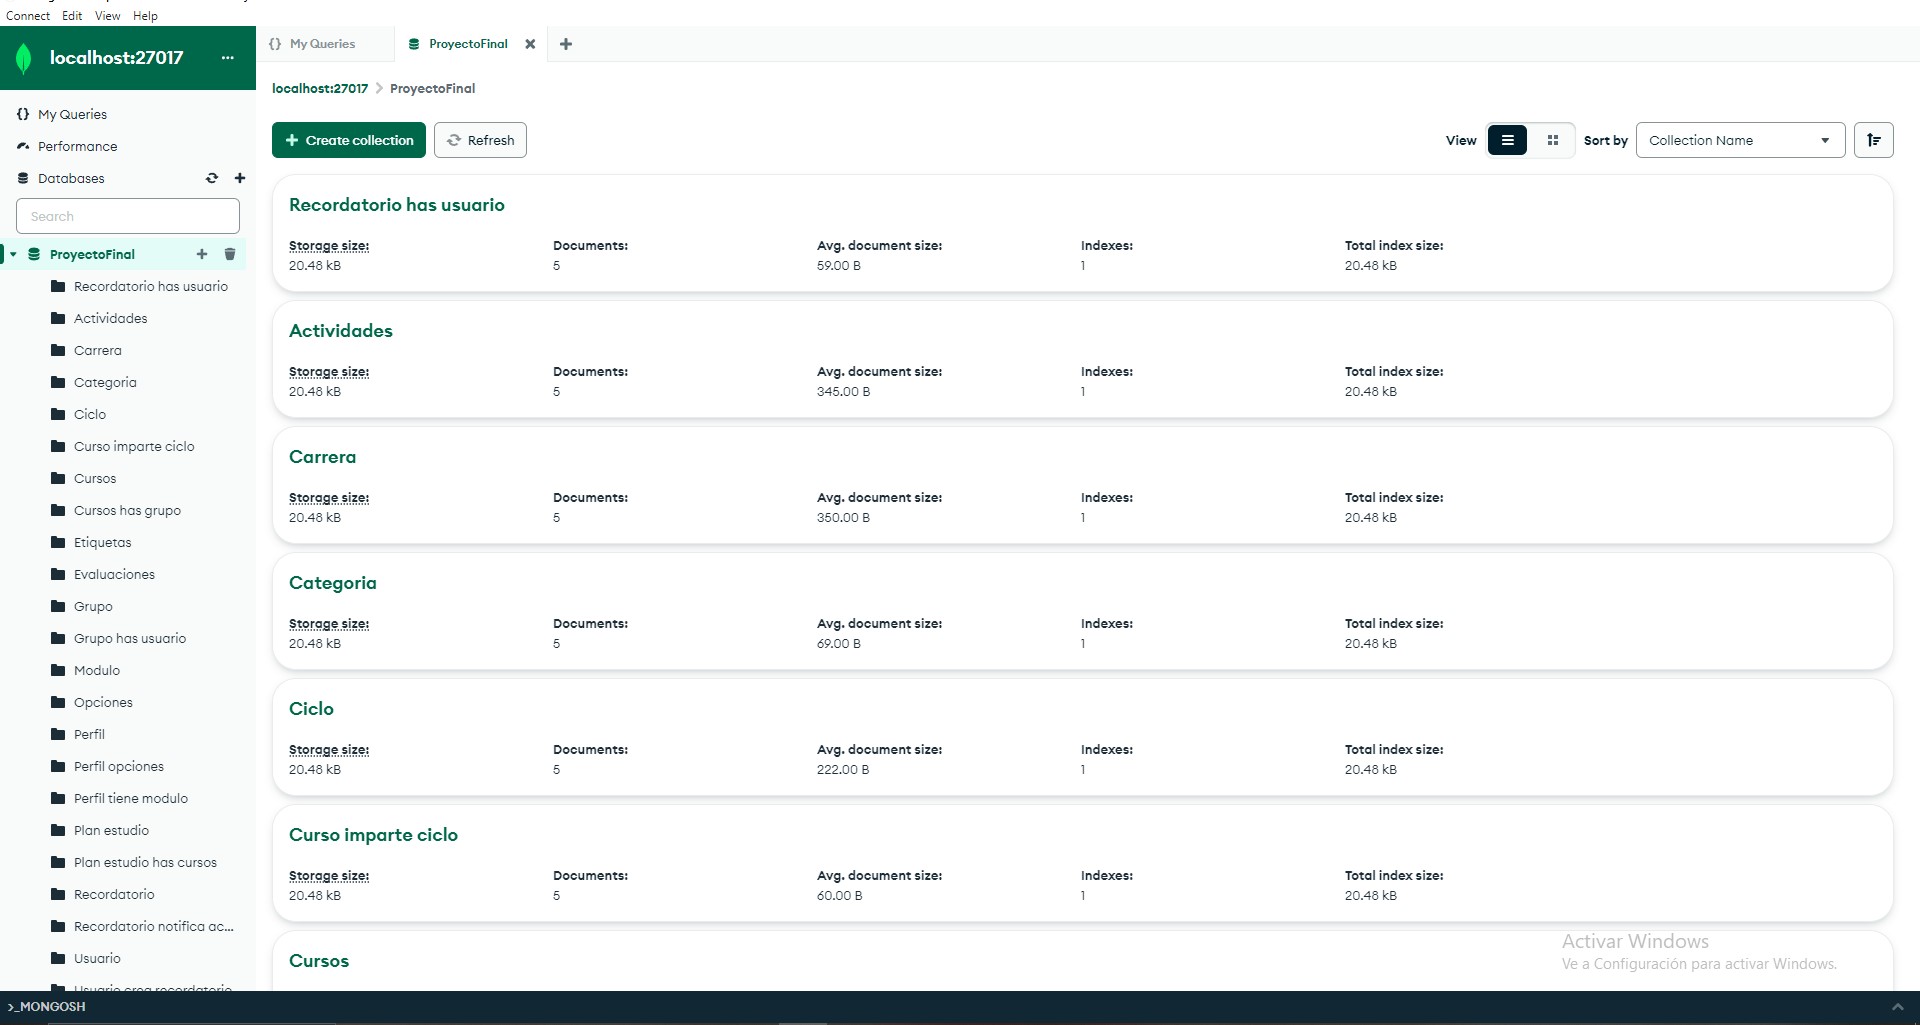 Connect Edit View Help
localhost:27017 ...
My Queries
ProyectoFinal
localhost:27017 > ProyectoFinal
My Queries
Performance
Databases
Search
ProyectoFinal
Recordatorio has usuario
Actividades
Carrera
Categoria
Ciclo
Curso imparte ciclo
Cursos
Cursos has grupo
Etiquetas
Evaluaciones
Grupo
Grupo has usuario
Modulo
Opciones
Perfil
Perfil opciones
Perfil tiene modulo
Plan estudio
Plan estudio has cursos
Recordatorio
Recordatorio notifica ac...
Usuario
Usuario crea recordatorio
Create collection
Refresh
View
Sort by
Collection Name
Recordatorio has usuario
Storage size: Documents: Avg. document size: Indexes: Total index size:
20.48 kB 5 59.00 B 1 20.48 kB
Actividades
Storage size: Documents: Avg. document size: Indexes: Total index size:
20.48 kB 5 345.00 B 1 20.48 kB
Carrera
Storage size: Documents: Avg. document size: Indexes: Total index size:
20.48 kB 5 350.00 B 1 20.48 kB
Categoria
Storage size: Documents: Avg. document size: Indexes: Total index size:
20.48 kB 5 69.00 B 1 20.48 kB
Ciclo
Storage size: Documents: Avg. document size: Indexes: Total index size:
20.48 kB 5 222.00 B 1 20.48 kB
Curso imparte ciclo
Storage size: Documents: Avg. document size: Indexes: Total index size:
20.48 kB 5 60.00 B 1 20.48 kB
Cursos
Activar Windows
Ve a Configuración para activar Windows.
>_MONGOSH